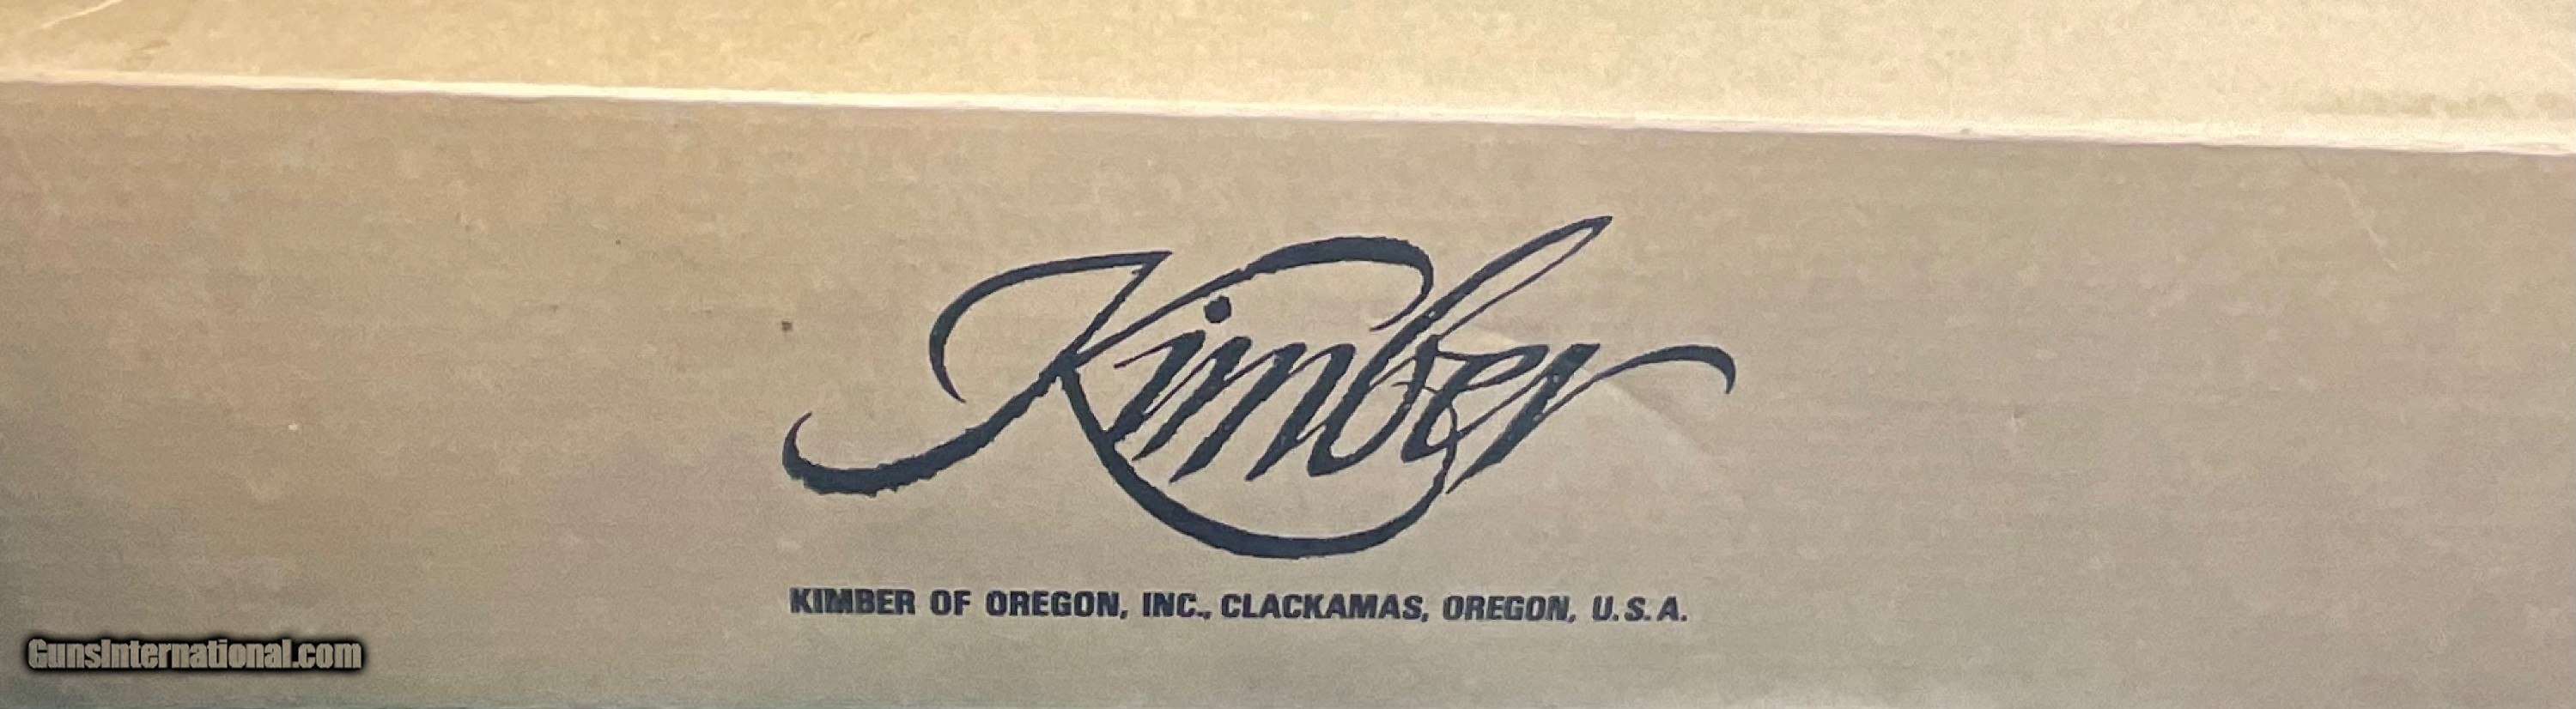 Kimber
KIMBER OF OREGON, INC., CLACKAMAS, OREGON, U.S.A.
GunsInternational.com